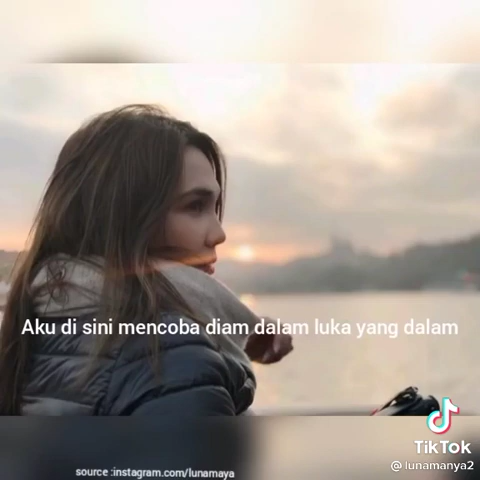 Aku di sini mencoba diam dalam luka yang dalam
TikTok
@lunamanya2
source :instagram.com/lunamaya